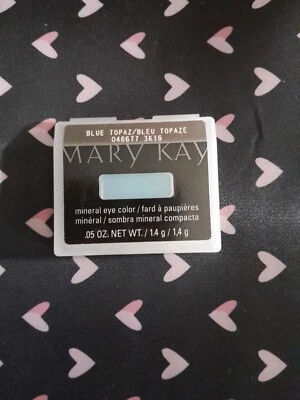 BLUE TOPAZ/BLEU TOPAZE
046677 3K16
MARY KAY
mineral eye color / fard à paupières
minéral / sombra mineral compacta
.05 OZ. NET WT. / 1.4 g / 1,4 g